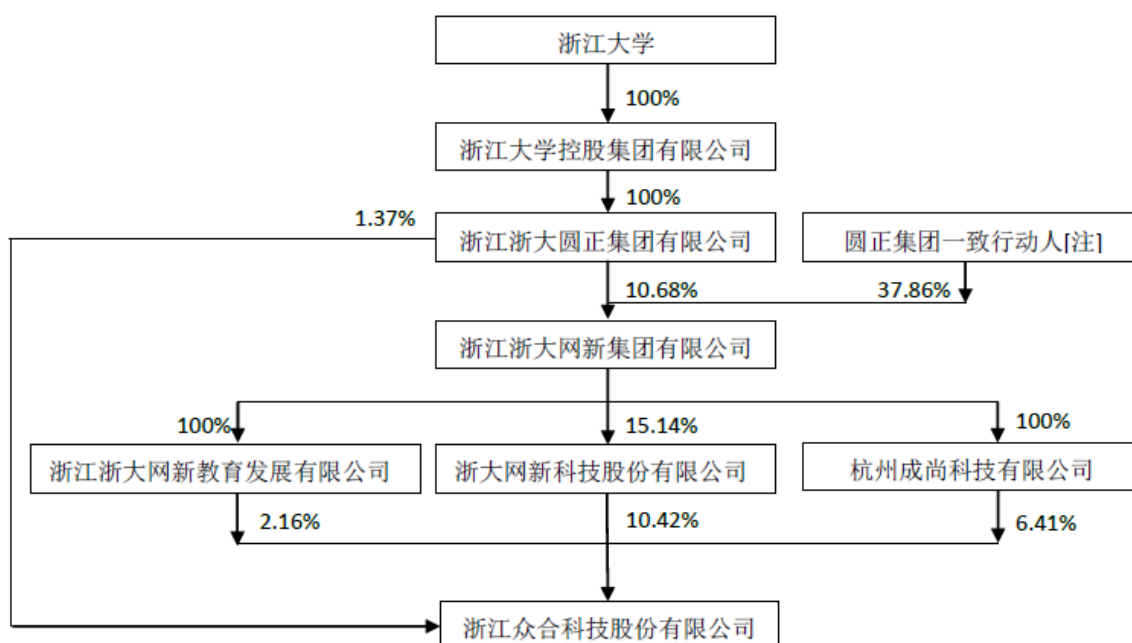 浙江大学
100%
浙江大学控股集团有限公司
100%
1.37%
浙江浙大圆正集团有限公司
圆正集团一致行动人[注]
10.68%
37.86%
浙江浙大网新集团有限公司
100%
15.14%
100%
浙江浙大网新教育发展有限公司
浙大网新科技股份有限公司
杭州成尚科技有限公司
2.16%
10.42%
6.41%
浙江众合科技股份有限公司